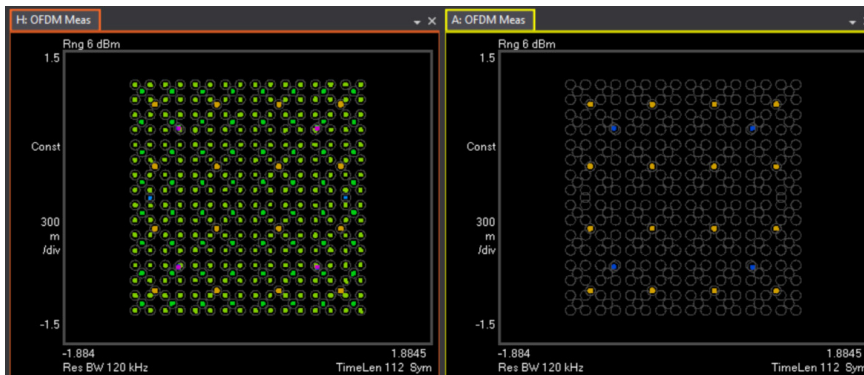 H: OFDM Meas
Rng 6 dBm
1.5
Const
300
m
/div
-1.5
-1.884
1.8845
Res BW 120 kHz
TimeLen 112 Sym
A: OFDM Meas
Rng 6 dBm
1.5
Const
300
m
/div
-1.5
-1.884
1.8845
Res BW 120 kHz
TimeLen 112 Sym